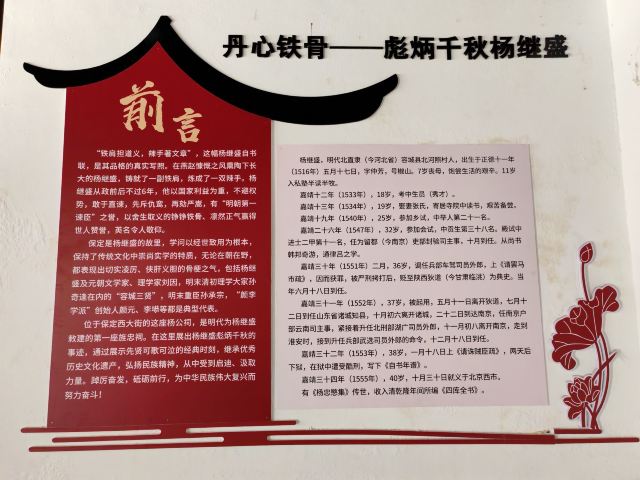 丹心铁骨——彪炳千秋杨继盛
前言
“铁肩担道义，辣手著文章”，这幅杨继盛自书
联，是其品格的真实写照。在燕赵慷慨之风熏陶下长
大的杨继盛，铸就了一副铁肩，炼成了一双辣手。杨
继盛从政前后不过6年，他以国家利益为重，不避权
势，敢于直谏，先斥仇鸾，再劾严嵩，有“明朝第一
谏臣”之誉，以舍生取义的铮铮铁骨、凛然正气赢得
世人赞誉，英名令人敬仰。
保定是杨继盛的故里，学问以经世致用为根本，
保持了传统文化中崇尚实学的特质，无论在朝在野，
都表现出切实凌厉、侠肝义胆的骨鲠之气，包括杨继
盛及元朝文学家、理学家刘因，明末清初理学大家孙
奇逢在内的“容城三贤”，明末重臣孙承宗，“颜李
学派”创始人颜元、李塨等都是典型代表。
位于保定西大街的这座杨公祠，是明代为杨继盛
敕建的第一座旌忠祠。在这里展出杨继盛彪炳千秋的
事迹，通过展示先贤可歌可泣的经典时刻，继承优秀
历史文化遗产，弘扬民族精神，从中受到启迪、汲取
力量。踔厉奋发，砥砺前行，为中华民族伟大复兴而
努力奋斗！
杨继盛，明代北直隶（今河北省）容城县北河照村人，出生于正德十一年
（1516年）五月十七日，字仲芳，号椒山。7岁丧母，饱尝生活的艰辛。11岁
入私塾半读半牧。
嘉靖十二年（1533年），18岁，考中生员（秀才）。
嘉靖十三年（1534年），19岁，娶妻张氏，寄居寺院中读书，艰苦备尝。
嘉靖十九年（1540年），25岁，参加乡试，中举人第二十一名。
嘉靖二十六年（1547年），32岁，参加会试，中贡生第三十八名。殿试中
进士二甲第十一名，任为留都（今南京）吏部封验司主事，十月到任。从尚书
韩邦奇游，通律吕之学。
嘉靖三十年（1551年）二月，36岁，调任兵部车驾司员外郎，上《请罢马
市疏》，因而获罪，被严刑拷打后，贬至陕西狄道（今甘肃临洮）为典史。当
年六月十八日到任。
嘉靖三十一年（1552年），37岁，被起用，五月十一日离开狄道，七月十二
日到任山东省诸城知县，十月初六离开诸城，二十二日到达南京，任南京户
部云南司主事，紧接着升任北刑部湖广司员外郎，十一月初八离开南京，走到
淮安时，接到升任兵部武选司员外郎的命令，十二月十八日到任。
嘉靖三十二年（1553年），38岁，一月十八日上《请诛贼臣疏》，两天后
下狱，在狱中遭受酷刑，写下《自书年谱》。
嘉靖三十四年（1555年），40岁，十月三十日就义于北京西市。
有《杨忠愍集》传世，收入清乾隆年间所编《四库全书》。